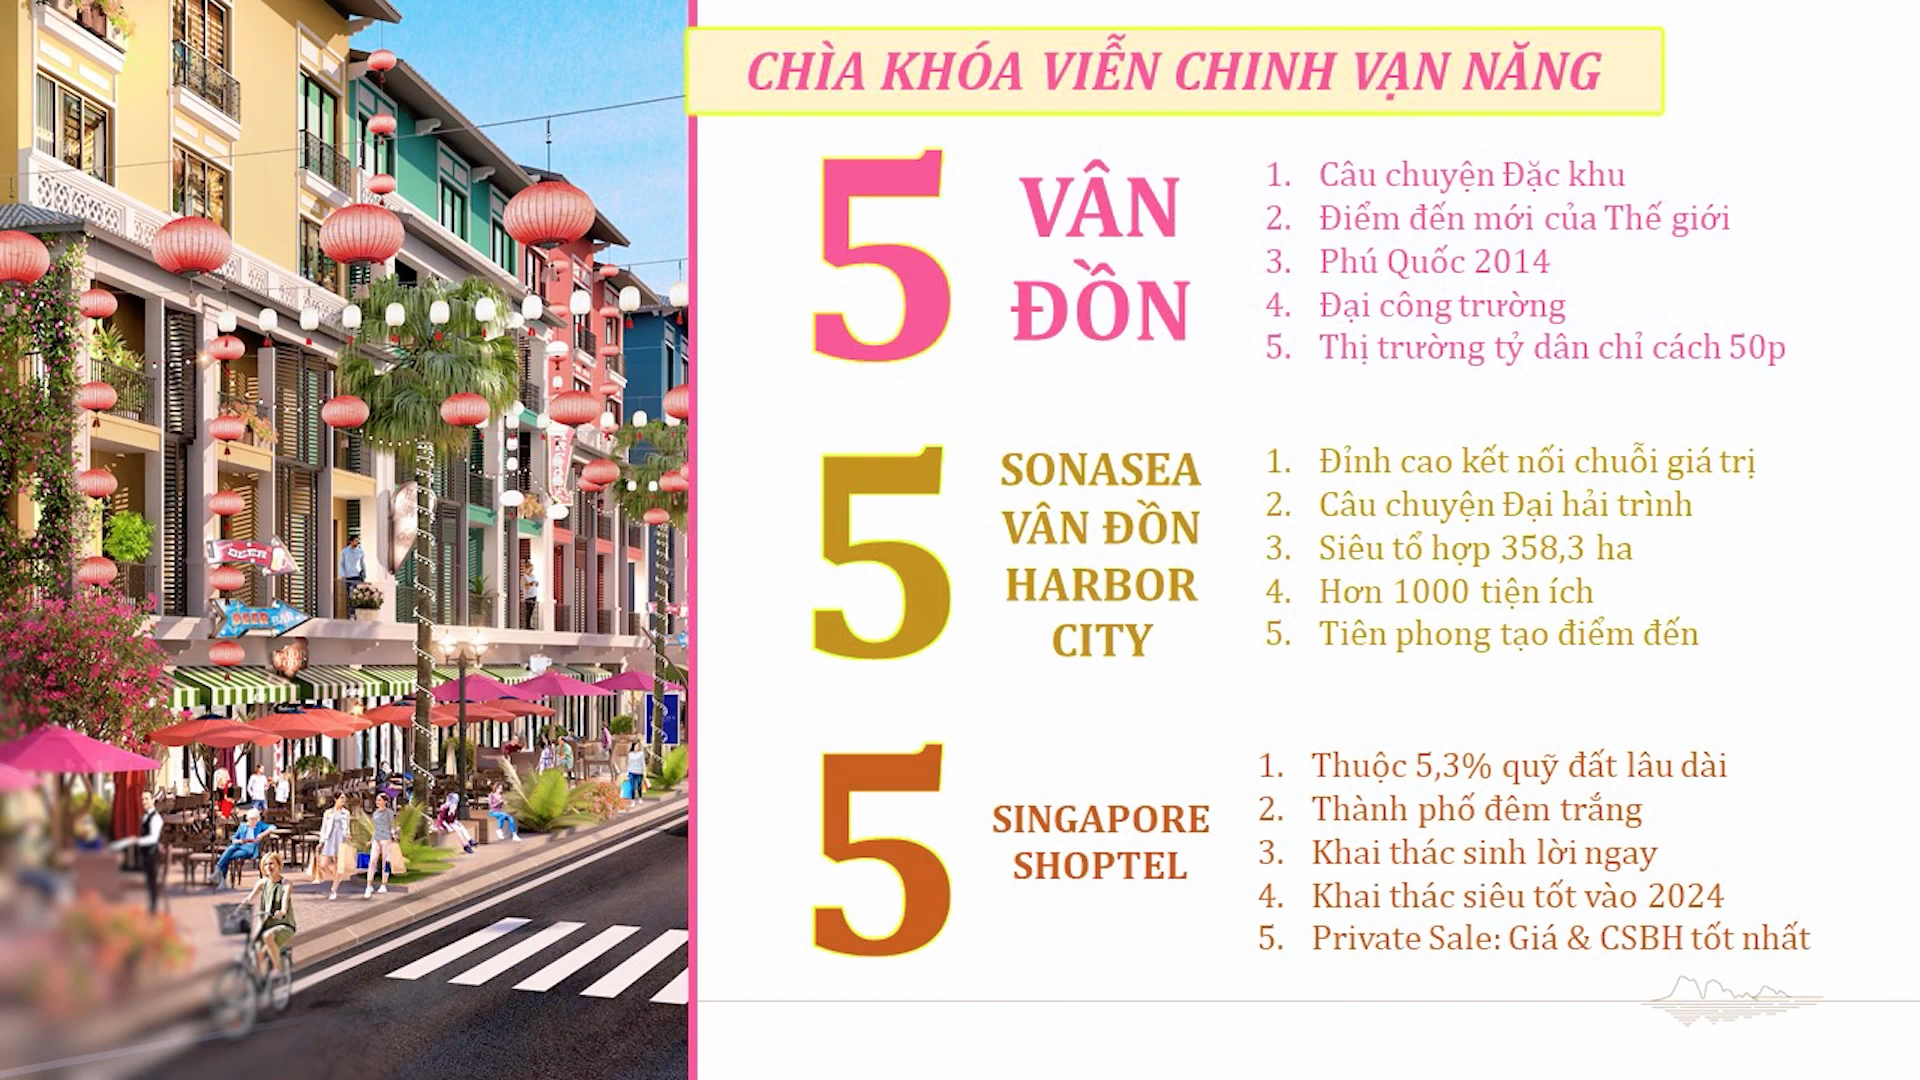 CHÌA KHÓA VIỄN CHINH VẠN NĂNG
5
VÂN
ĐỒN
1. Câu chuyện Đặc khu
2. Điểm đến mới của Thế giới
3. Phú Quốc 2014
4. Đại công trường
5. Thị trường tỷ dân chỉ cách 50p
5
SONASEA
VÂN ĐỒN
HARBOR
CITY
1. Đỉnh cao kết nối chuỗi giá trị
2. Câu chuyện Đại hải trình
3. Siêu tổ hợp 358,3 ha
4. Hơn 1000 tiện ích
5. Tiên phong tạo điểm đến
5
SINGAPORE
SHOPTEL
1. Thuộc 5,3% quỹ đất lâu dài
2. Thành phố đêm trắng
3. Khai thác sinh lời ngay
4. Khai thác siêu tốt vào 2024
5. Private Sale: Giá & CSBH tốt nhất
BEER
BEER BAR